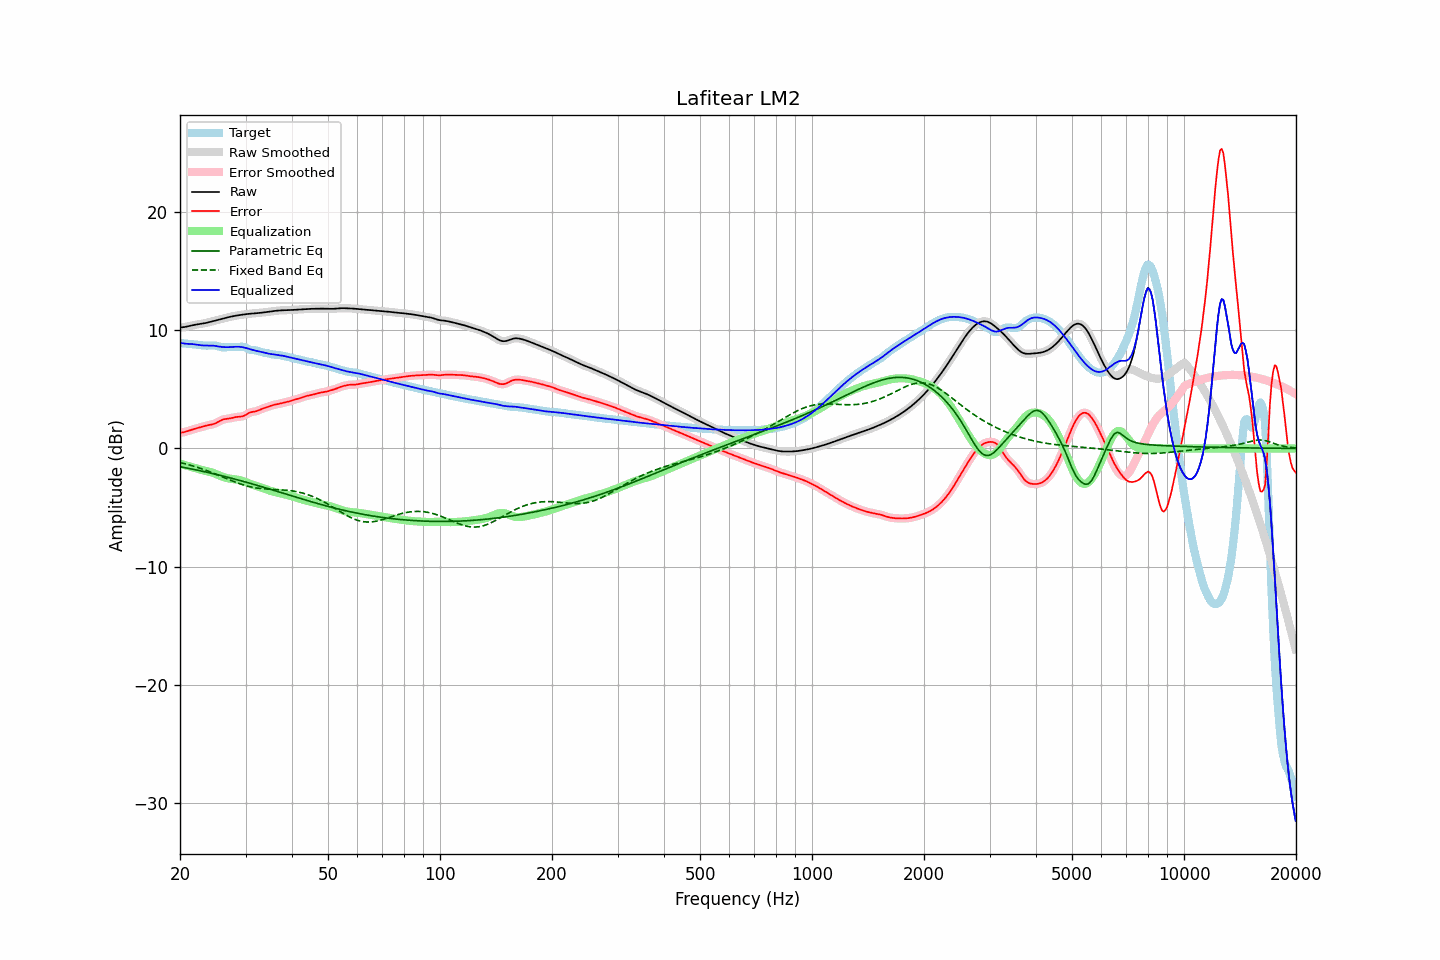 Lafitear LM2
Target
Raw Smoothed
Error Smoothed
Raw
Error
Equalization
Parametric Eq
Fixed Band Eq
Equalized
Amplitude (dBr)
20
10
0
−10
−20
−30
20 50 100 200 500 1000 2000 5000 10000 20000
Frequency (Hz)